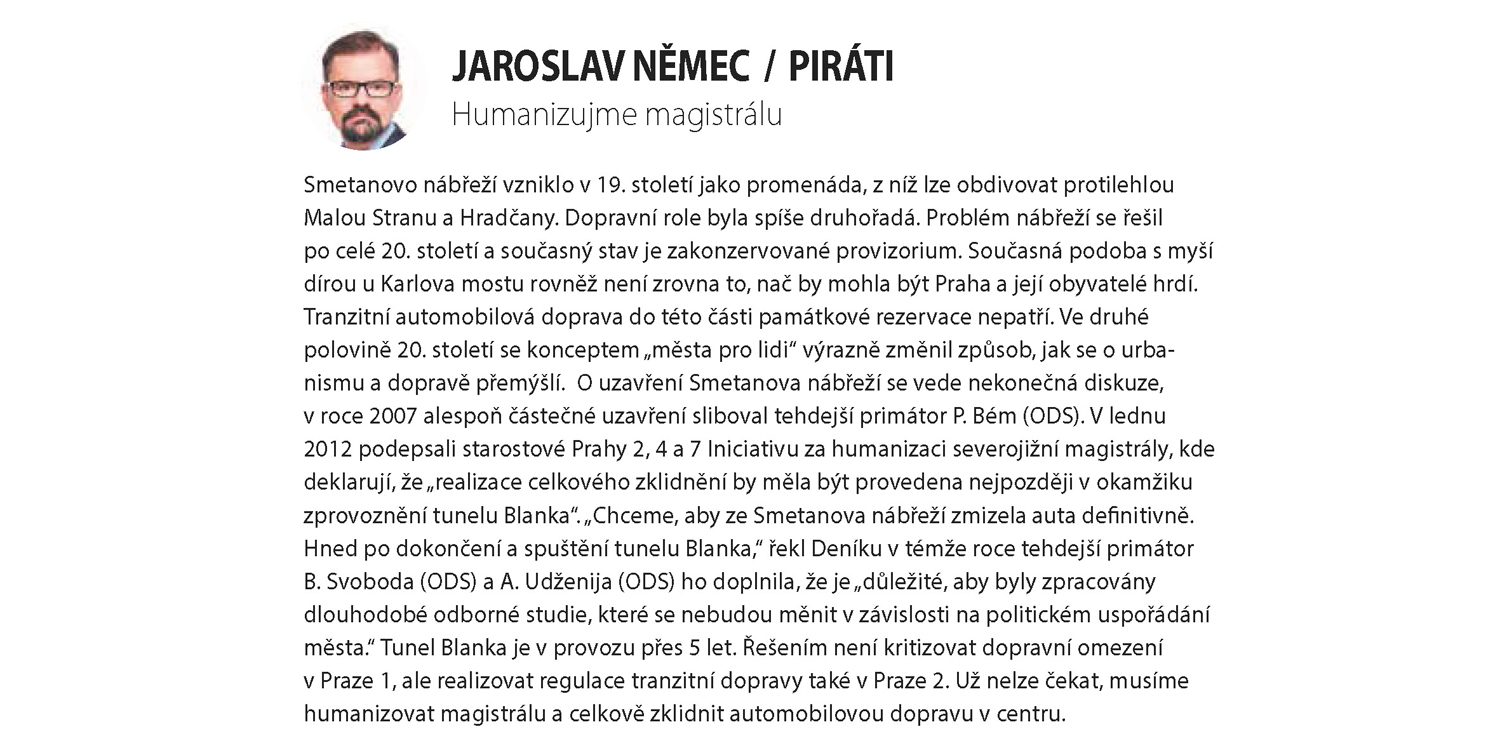 JAROSLAV NĚMEC / PIRÁTI
Humanizujme magistrálu
Smetanovo nábřeží vzniklo v 19. století jako promenáda, z níž lze obdivovat protilehlou
Malou Stranu a Hradčany. Dopravní role byla spíše druhořadá. Problém nábřeží se řešil
po celé 20. století a současný stav je zakonzervované provizorium. Současná podoba s myší
dírou u Karlova mostu rovněž není zrovna to, nač by mohla být Praha a její obyvatelé hrdí.
Tranzitní automobilová doprava do této části památkové rezervace nepatří. Ve druhé
polovině 20. století se konceptem „města pro lidi“ výrazně změnil způsob, jak se o urba-
nismu a dopravě přemýšlí.  O uzavření Smetanova nábřeží se vede nekonečná diskuze,
v roce 2007 alespoň částečné uzavření sliboval tehdejší primátor P. Bém (ODS). V lednu
2012 podepsali starostové Prahy 2, 4 a 7 Iniciativu za humanizaci severojižní magistrály, kde
deklarují, že „realizace celkového zklidnění by měla být provedena nejpozději v okamžiku
zprovoznění tunelu Blanka“. „Chceme, aby ze Smetanova nábřeží zmizela auta definitivně.
Hned po dokončení a spuštění tunelu Blanka,“ řekl Deníku v témže roce tehdejší primátor
B. Svoboda (ODS) a A. Udženija (ODS) ho doplnila, že je „důležité, aby byly zpracovány
dlouhodobé odborné studie, které se nebudou měnit v závislosti na politickém uspořádání
města.“ Tunel Blanka je v provozu přes 5 let. Řešením není kritizovat dopravní omezení
v Praze 1, ale realizovat regulace tranzitní dopravy také v Praze 2. Už nelze čekat, musíme
humanizovat magistrálu a celkově zklidnit automobilovou dopravu v centru.